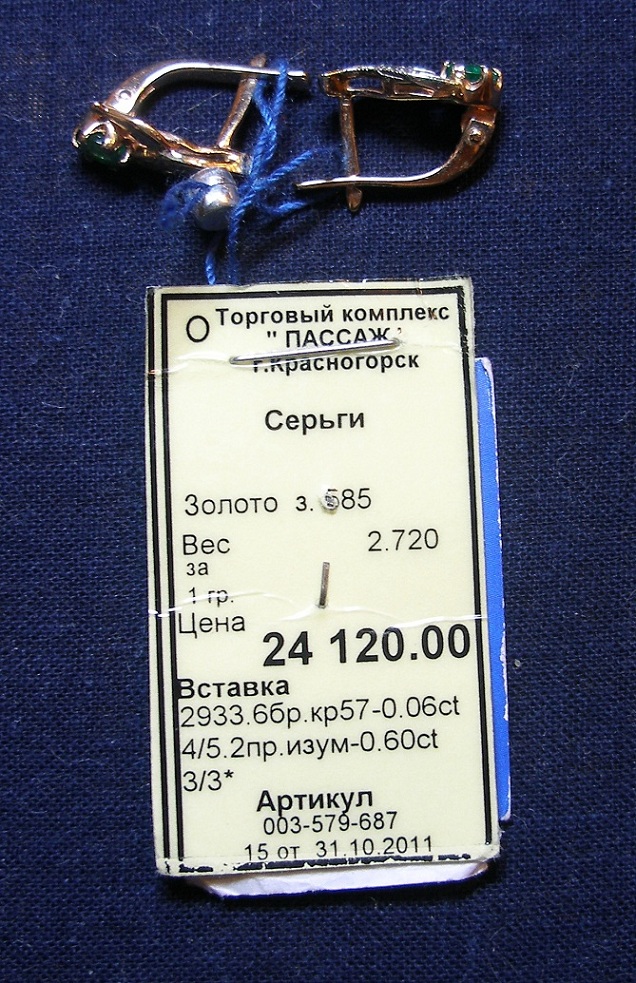 Торговый комплекс
" ПАССАЖ "
г.Красногорск
Серьги
Золото з. 585
Вес 2.720
за
1 гр.
Цена
24 120.00
Вставка
2933.6бр.кр57-0.06ct
4/5.2пр.изум-0.60ct
3/3*
Артикул
003-579-687
15 от 31.10.2011